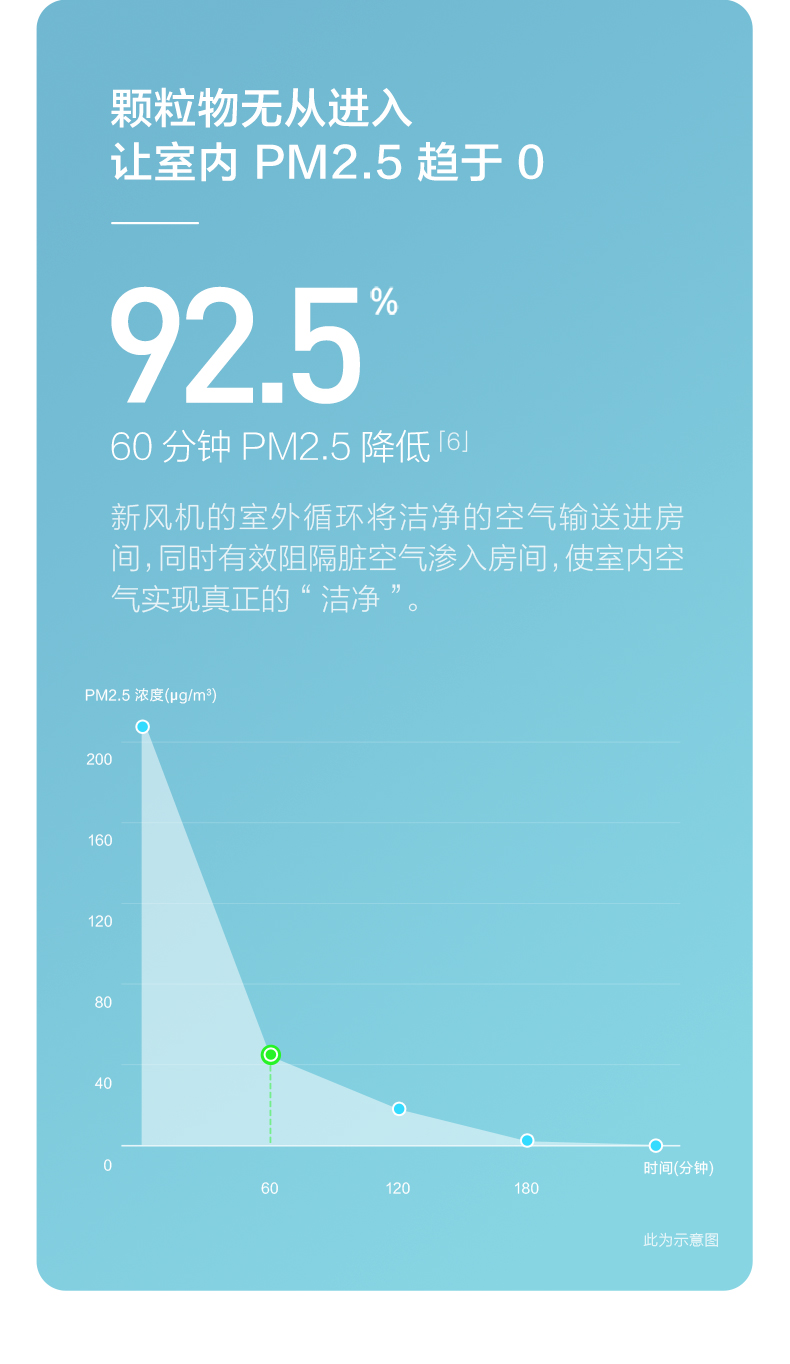 颗粒物无从进入
让室内 PM2.5 趋于 0
92.5%
60 分钟 PM2.5 降低「6」
新风机的室外循环将洁净的空气输送进房
间，同时有效阻隔脏空气渗入房间，使室内空
气实现真正的 “ 洁净 ” 。
PM2.5 浓度(μg/m³)
200
160
120
80
40
0
时间(分钟)
60 120 180
此为示意图